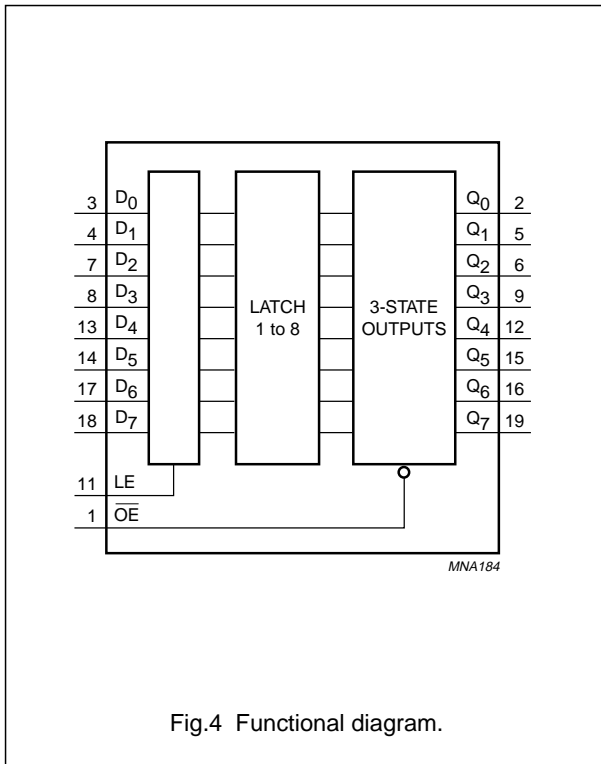 3 D0 Q0 2
4 D1 Q1 5
7 D2 Q2 6
8 D3 Q3 9
LATCH
1 to 8
3-STATE
OUTPUTS
13 D4 Q4 12
14 D5 Q5 15
17 D6 Q6 16
18 D7 Q7 19
11 LE
1 O̅E̅
MNA184
Fig.4 Functional diagram.